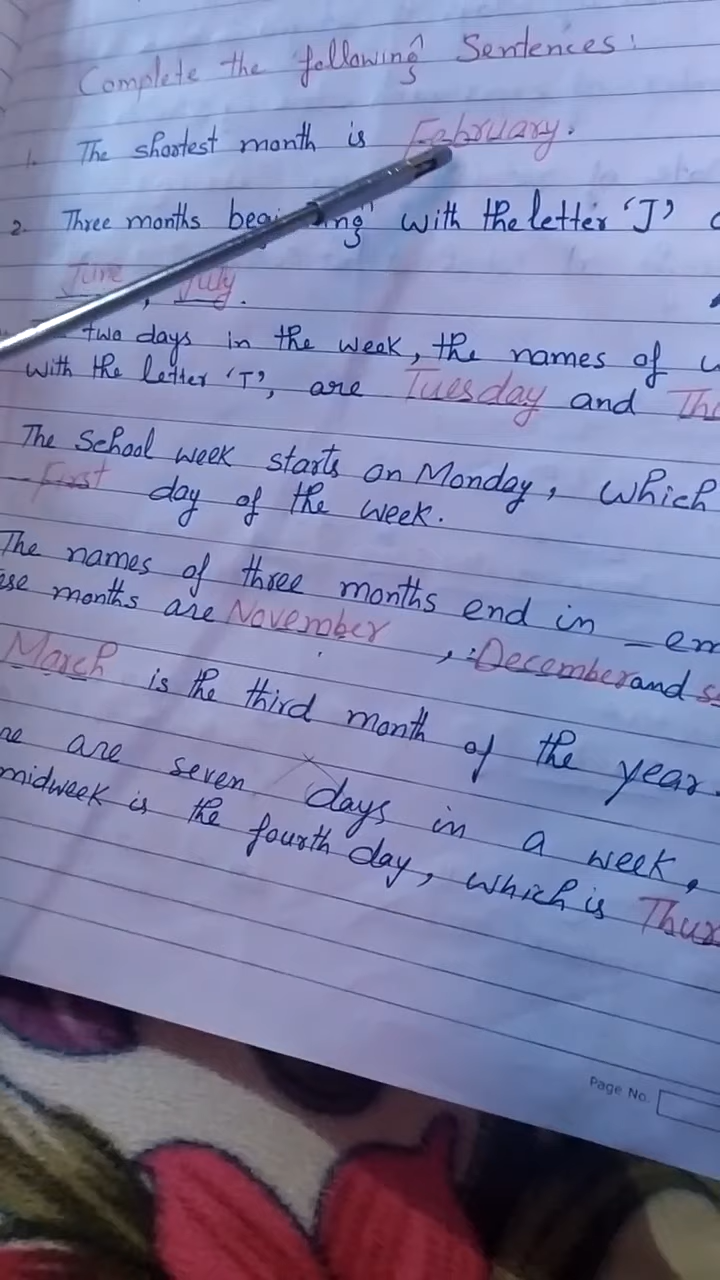 Complete the following Sentences:
1. The shortest month is February.
2. Three months with the letter 'J'
June, July.
two days in the week, the names of
with the letter 'T', are Tuesday and
The School week starts on Monday, which
First day of the week.
The names of three months end in _em
months are November, December and
March is the third month of the year.
are seven days in a week,
midweek is the fourth day, which is
Page No.